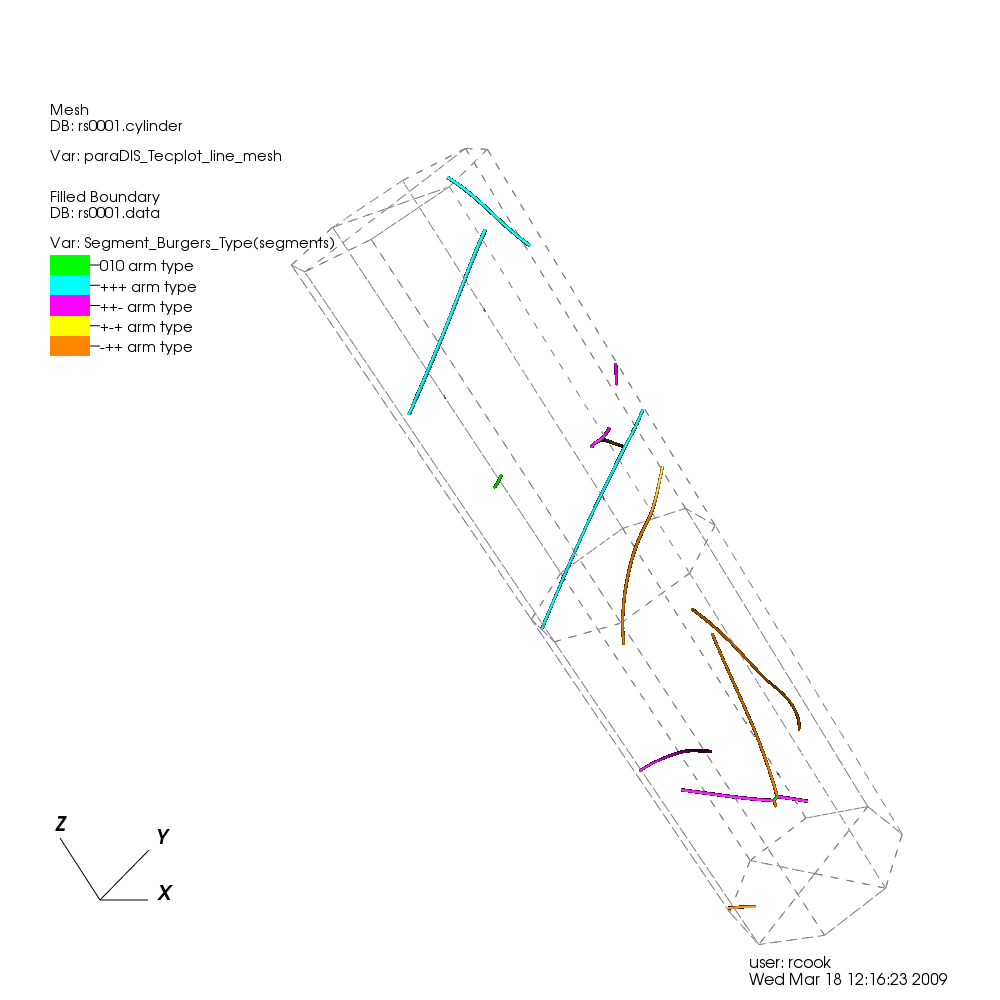 Mesh
DB: rs0001.cylinder
Var: paraDIS_Tecplot_line_mesh
Filled Boundary
DB: rs0001.data
Var: Segment_Burgers_Type(segments)
010 arm type
+++ arm type
++- arm type
+-+ arm type
-++ arm type
Z
Y
X
user: rcook
Wed Mar 18 12:16:23 2009